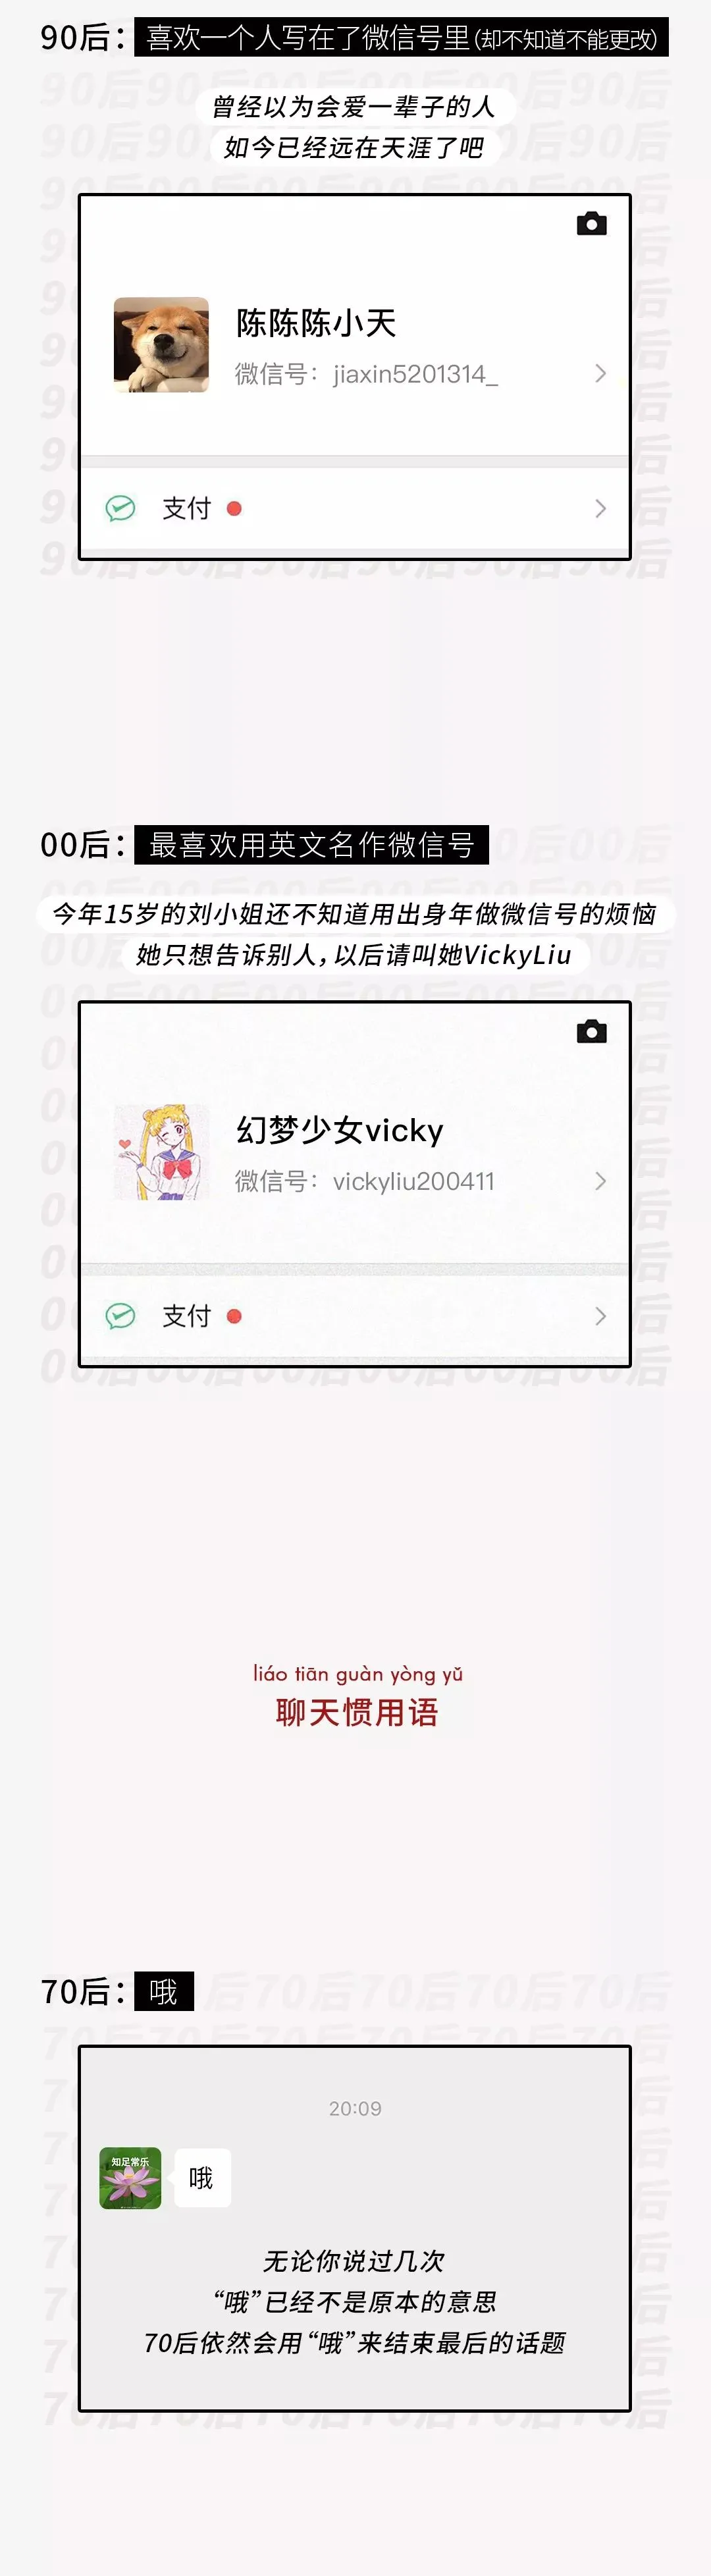 90后：喜欢一个人写在了微信号里(却不知道不能更改)
曾经以为会爱一辈子的人
如今已经远在天涯了吧
陈陈陈小天
微信号：jiaxin5201314_
支付
00后：最喜欢用英文名作微信号
今年15岁的刘小姐还不知道用出身年做微信号的烦恼
她只想告诉别人，以后请叫她VickyLiu
幻梦少女vicky
微信号：vickyliu200411
支付
liáo tiān guàn yòng yǔ
聊天惯用语
70后：哦
20:09
知足常乐
哦
无论你说过几次
“哦”已经不是原本的意思
70后依然会用“哦”来结束最后的话题